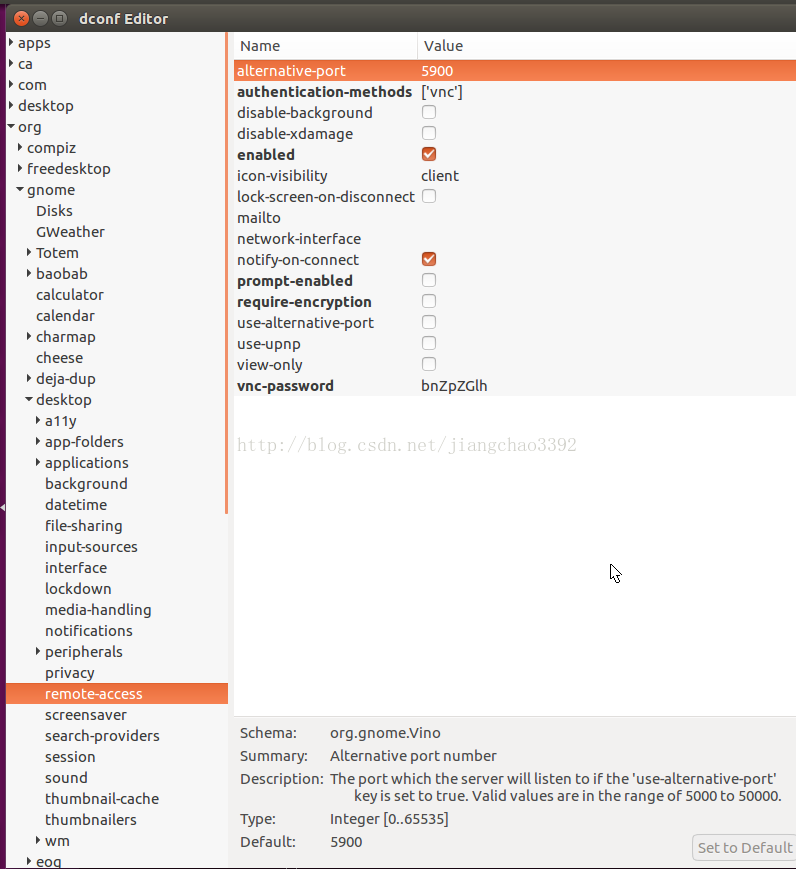 dconf Editor
apps
ca
com
desktop
org
compiz
freedesktop
gnome
Disks
GWeather
Totem
baobab
calculator
calendar
charmap
cheese
deja-dup
desktop
a11y
app-folders
applications
background
datetime
file-sharing
input-sources
interface
lockdown
media-handling
notifications
peripherals
privacy
remote-access
screensaver
search-providers
session
sound
thumbnail-cache
thumbnailers
wm
eog
Name Value
alternative-port 5900
authentication-methods ['vnc']
disable-background
disable-xdamage
enabled
icon-visibility client
lock-screen-on-disconnect
mailto
network-interface
notify-on-connect
prompt-enabled
require-encryption
use-alternative-port
use-upnp
view-only
vnc-password bnZpZGlh
http://blog.csdn.net/jiangchao3392
Schema: org.gnome.Vino
Summary: Alternative port number
Description: The port which the server will listen to if the 'use-alternative-port'
key is set to true. Valid values are in the range of 5000 to 50000.
Type: Integer [0..65535]
Default: 5900
Set to Default